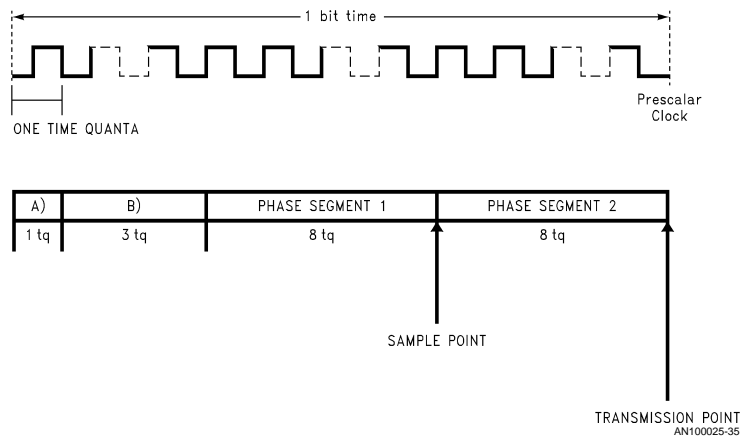 1 bit time
Prescalar
Clock
ONE TIME QUANTA
A) B) PHASE SEGMENT 1 PHASE SEGMENT 2
1 tq 3 tq 8 tq 8 tq
SAMPLE POINT
TRANSMISSION POINT
AN100025-35